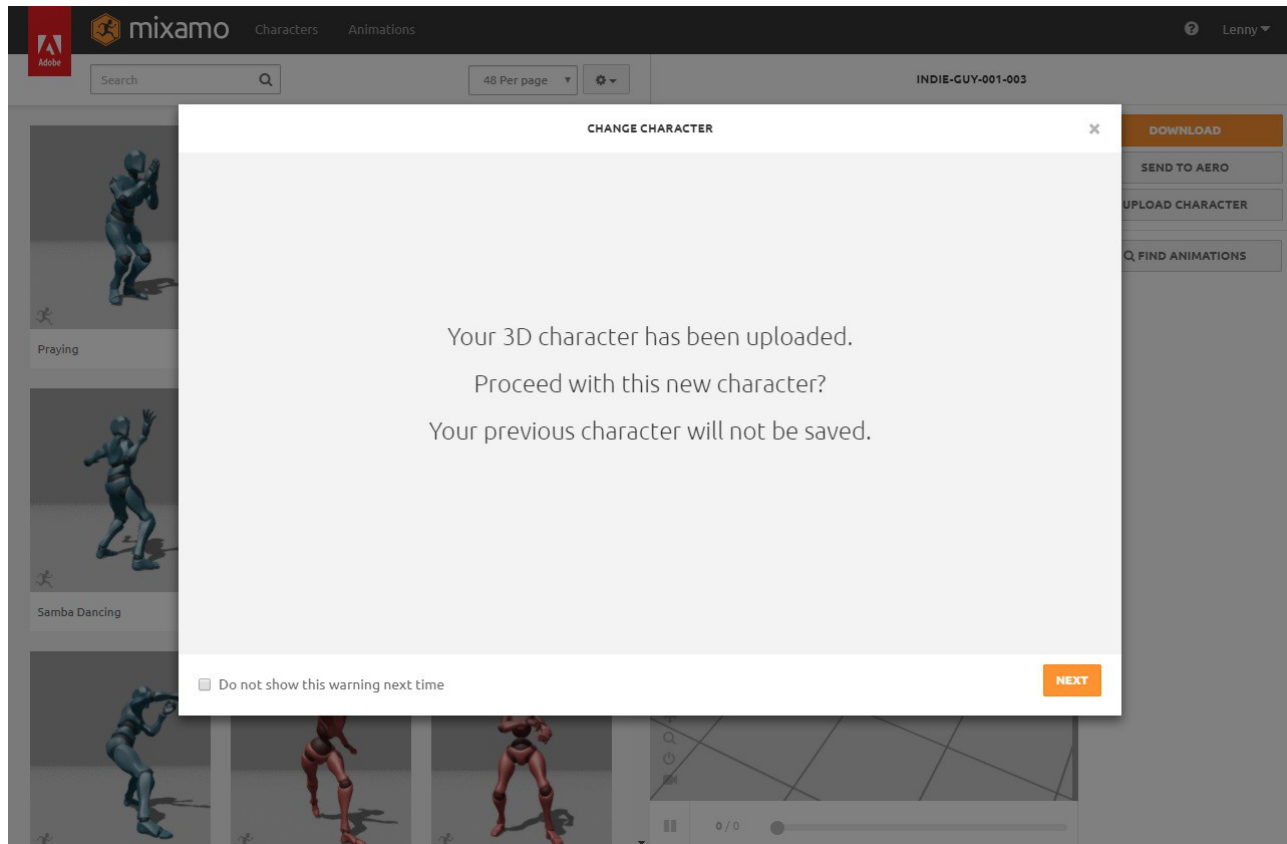 Adobe
mixamo
Characters
Animations
Lenny
Search
48 Per page
INDIE-GUY-001-003
CHANGE CHARACTER
DOWNLOAD
SEND TO AERO
UPLOAD CHARACTER
FIND ANIMATIONS
Your 3D character has been uploaded.
Proceed with this new character?
Your previous character will not be saved.
Praying
Samba Dancing
Do not show this warning next time
NEXT
0 / 0